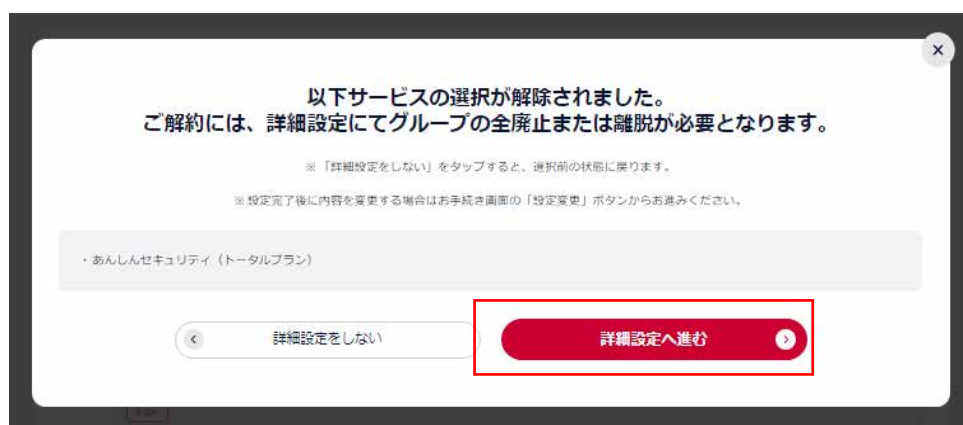 以下サービスの選択が解除されました。
ご解約には、詳細設定にてグループの全廃止または離脱が必要となります。
※「詳細設定をしない」をタップすると、選択前の状態に戻ります。
※設定完了後に内容を変更する場合はお手続き画面の「設定変更」ボタンからお進みください。
・あんしんセキュリティ（トータルプラン）
詳細設定をしない
詳細設定へ進む